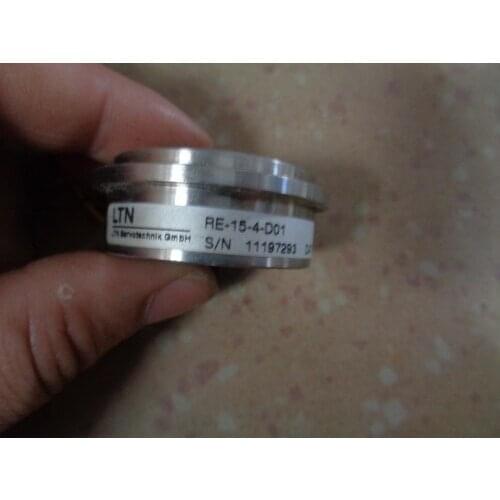 LTN
LTN Servotechnik GmbH
RE-15-4-D01
S/N 11197293